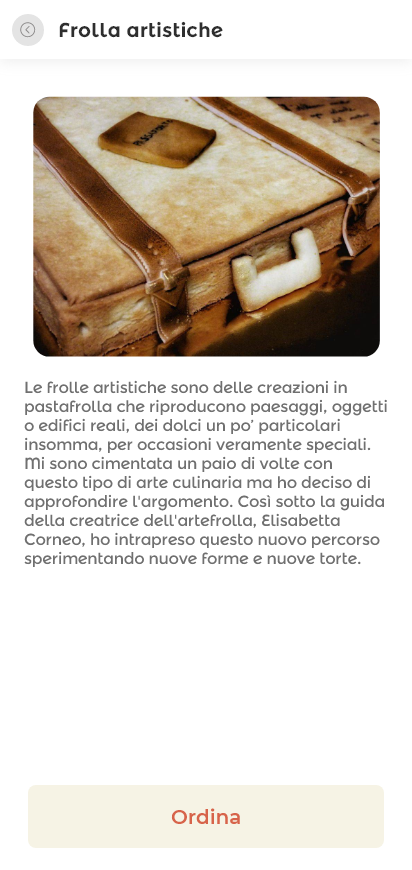 Frolla artistiche
PASSAPORTO
Le frolle artistiche sono delle creazioni in
pastafrolla che riproducono paesaggi, oggetti
o edifici reali, dei dolci un po' particolari
insomma, per occasioni veramente speciali.
Mi sono cimentata un paio di volte con
questo tipo di arte culinaria ma ho deciso di
approfondire l'argomento. Così sotto la guida
della creatrice dell'artefrolla, Elisabetta
Corneo, ho intrapreso questo nuovo percorso
sperimentando nuove forme e nuove torte.
Ordina